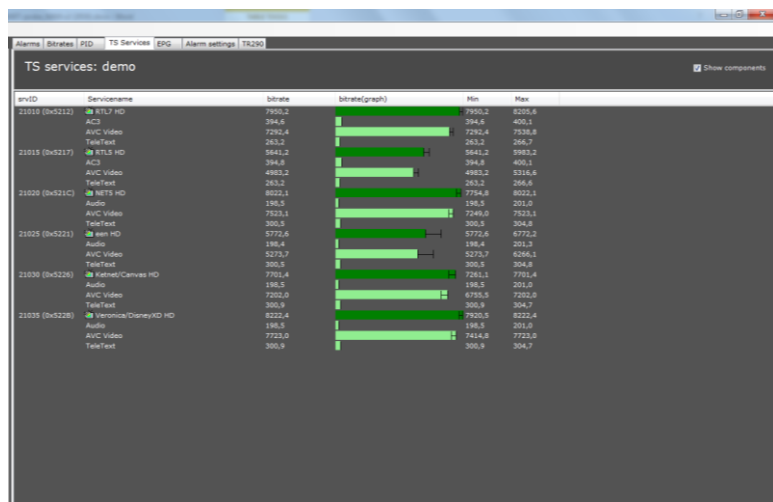 Alarms Bitrates PID TS Services EPG Alarm settings TR290
TS services: demo
Show components
srvID Servicename bitrate bitrate(graph) Min Max
21010 (0x5212) RTL7 HD 7950,2 7950,2 8205,6
AC3 394,6 394,6 400,1
AVC Video 7292,4 7292,4 7538,8
TeleText 263,2 263,2 266,7
21015 (0x5217) RTL5 HD 5641,2 5641,2 5983,2
AC3 394,8 394,8 400,1
AVC Video 4983,2 4983,2 5316,6
TeleText 263,2 263,2 266,6
21020 (0x521C) NET5 HD 8022,1 7754,8 8022,1
Audio 198,5 198,5 201,0
AVC Video 7523,1 7249,0 7523,1
TeleText 300,5 300,5 304,8
21025 (0x5221) een HD 5772,6 5772,6 6772,2
Audio 198,4 198,4 201,3
AVC Video 5273,7 5273,7 6266,1
TeleText 300,5 300,5 304,8
21030 (0x5226) Ketnet/Canvas HD 7701,4 7261,1 7701,4
Audio 198,5 198,5 201,0
AVC Video 7202,0 6755,5 7202,0
TeleText 300,9 300,9 304,7
21035 (0x522B) Veronica/DisneyXD HD 8222,4 7920,5 8222,4
Audio 198,5 198,5 201,0
AVC Video 7723,0 7414,8 7723,0
TeleText 300,9 300,9 304,7